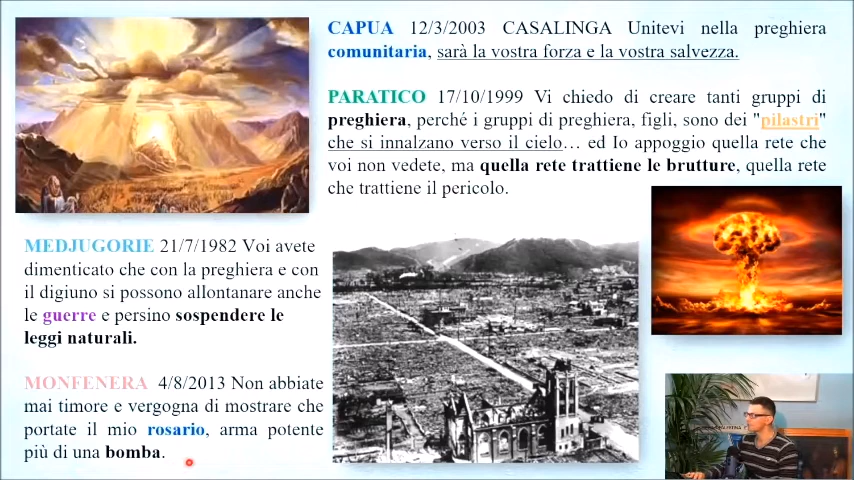 CAPUA 12/3/2003 CASALINGA Unitevi nella preghiera
comunitaria, sarà la vostra forza e la vostra salvezza.
PARATICO 17/10/1999 Vi chiedo di creare tanti gruppi di
preghiera, perché i gruppi di preghiera, figli, sono dei "pilastri"
che si innalzano verso il cielo… ed Io appoggio quella rete che
voi non vedete, ma quella rete trattiene le brutture, quella rete
che trattiene il pericolo.
MEDJUGORIE 21/7/1982 Voi avete
dimenticato che con la preghiera e con
il digiuno si possono allontanare anche
le guerre e persino sospendere le
leggi naturali.
MONFENERA 4/8/2013 Non abbiate
mai timore e vergogna di mostrare che
portate il mio rosario, arma potente
più di una bomba.